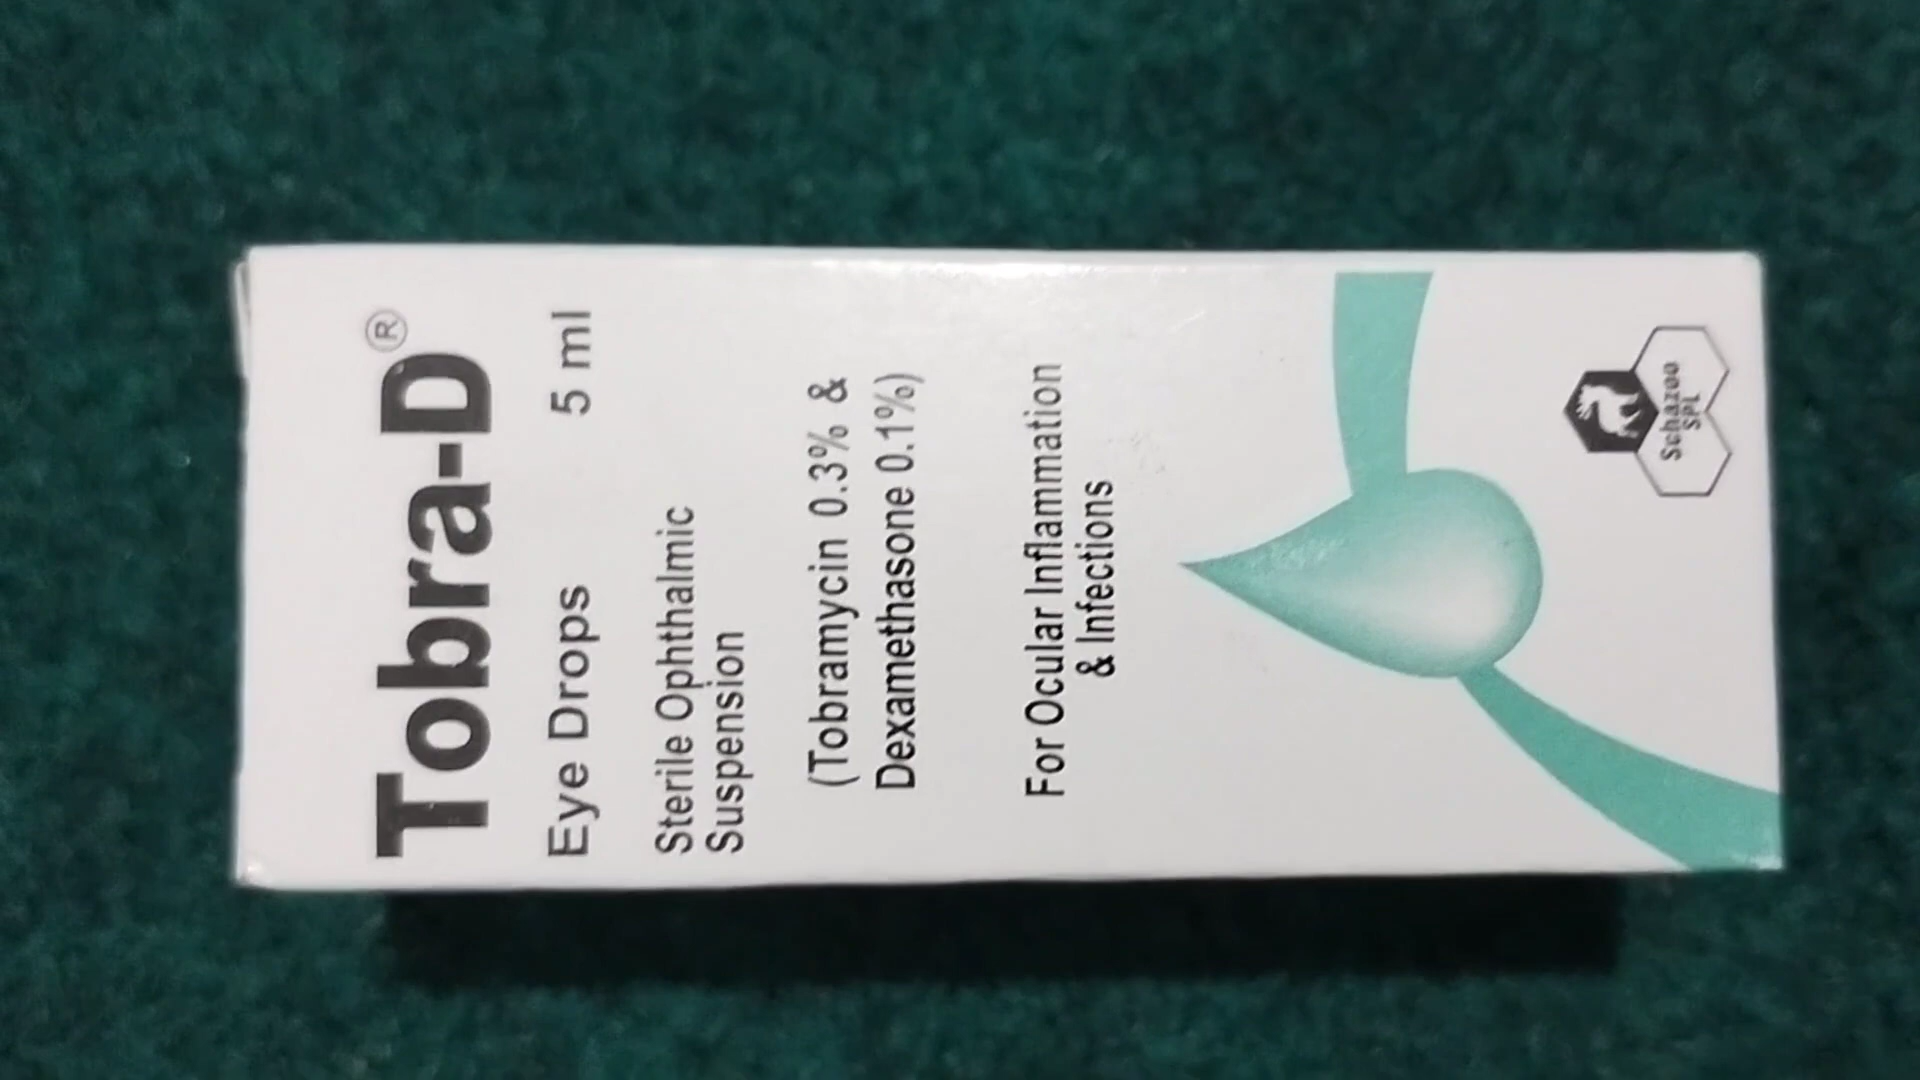 Tobra-D®
Eye Drops 5 ml
Sterile Ophthalmic
Suspension
(Tobramycin 0.3% &
Dexamethasone 0.1%)
For Ocular Inflammation
& Infections
Schazoo
SPL